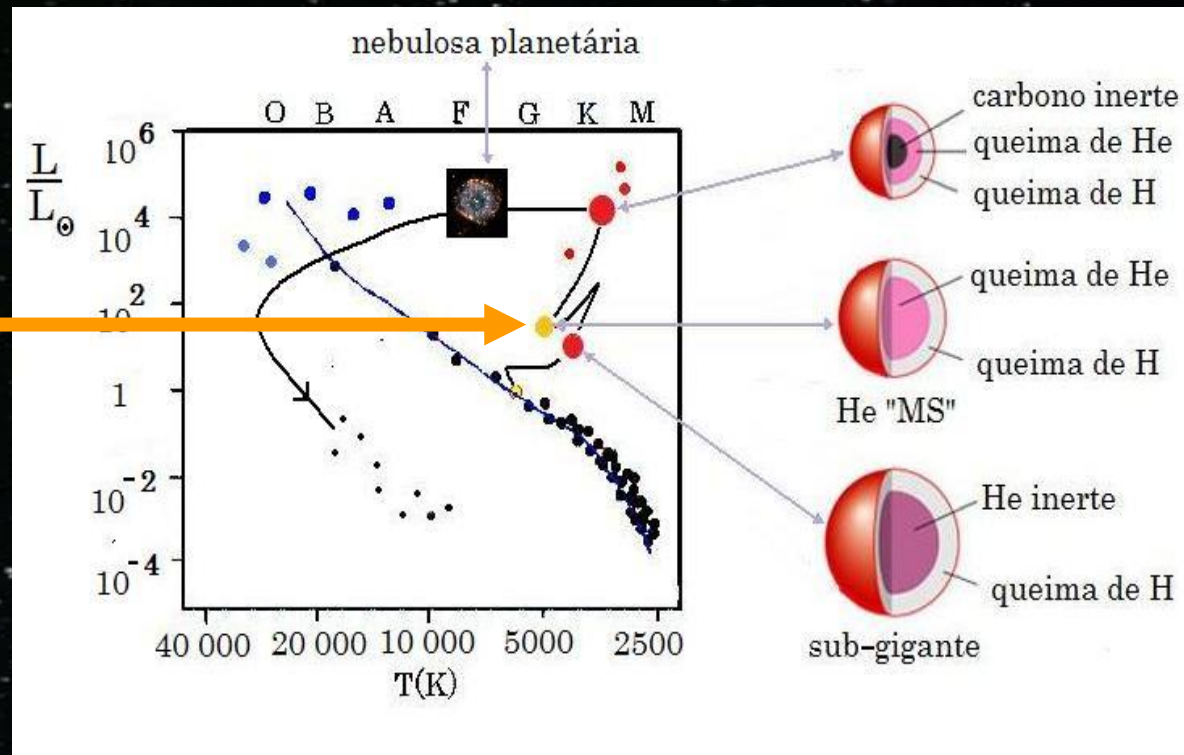 nebulosa planetária
O B A F G K M
L
L⊙
10^6
10^4
10^2
1
10^-2
10^-4
40 000 20 000 10 000 5000 2500
T(K)
carbono inerte
queima de He
queima de H
queima de He
queima de H
He "MS"
He inerte
queima de H
sub-gigante